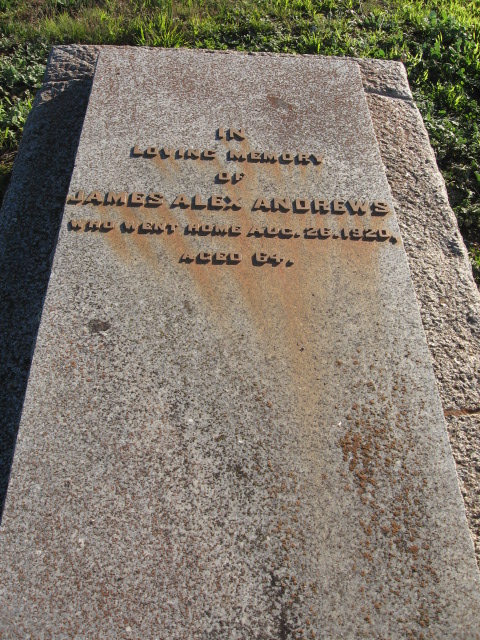 IN
LOVING MEMORY
OF
JAMES ALEX ANDREWS
WHO WENT HOME AUG. 26. 1920,
AGED 64.